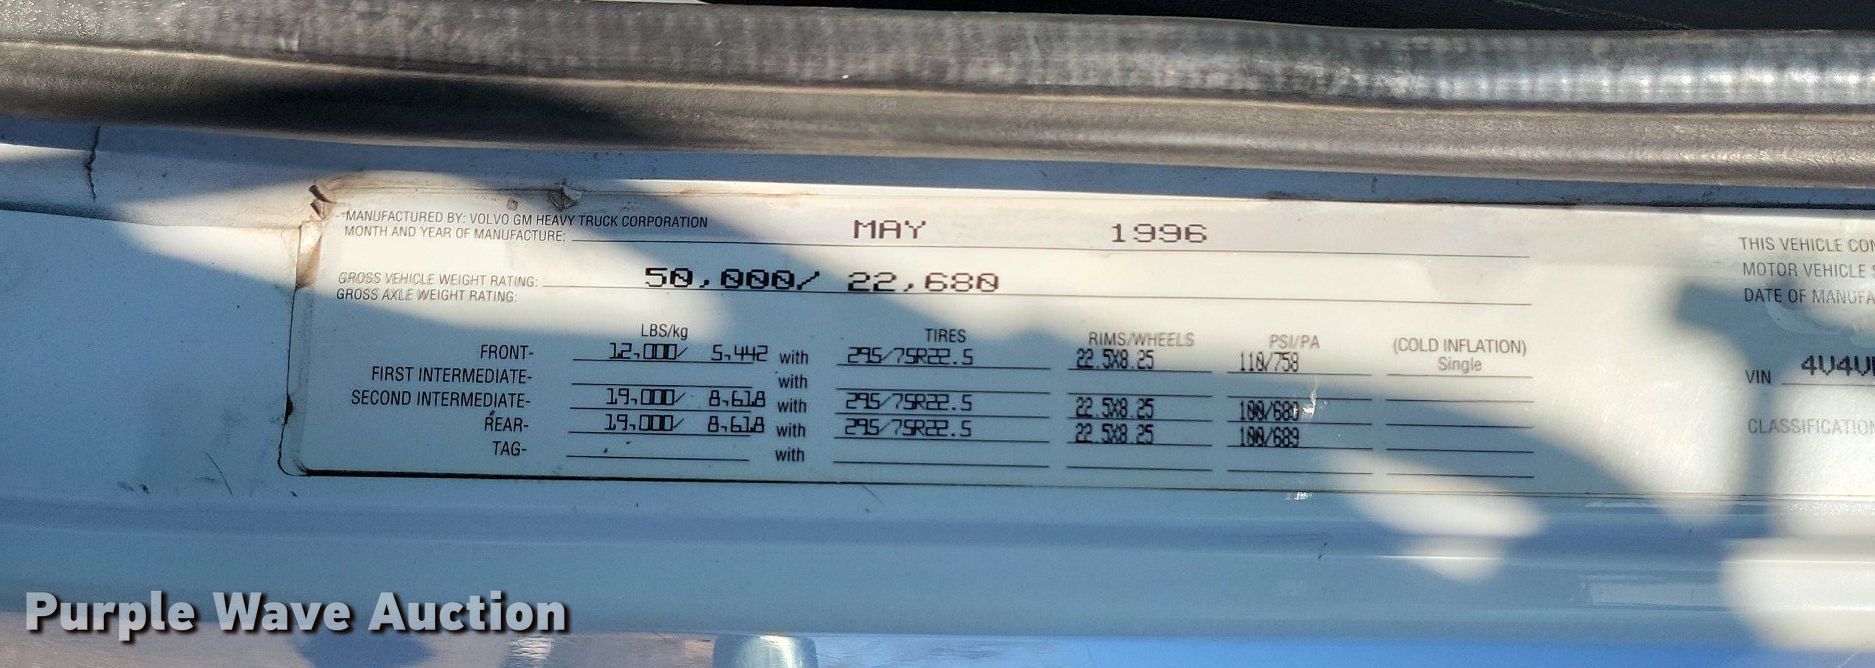 MANUFACTURED BY: VOLVO GM HEAVY TRUCK CORPORATION
MONTH AND YEAR OF MANUFACTURE: MAY 1996
GROSS VEHICLE WEIGHT RATING: 50,000/ 22,680
GROSS AXLE WEIGHT RATING:
LBS/kg TIRES RIMS/WHEELS PSI/PA (COLD INFLATION)
FRONT- 12,000/ 5,442 with 295/75R22.5 22.5X8.25 110/758 Single
FIRST INTERMEDIATE- with
SECOND INTERMEDIATE- 19,000/ 8,618 with 295/75R22.5 22.5X8.25 100/689
REAR- 19,000/ 8,618 with 295/75R22.5 22.5X8.25 100/689
TAG- with
THIS VEHICLE CON
MOTOR VEHICLE S
DATE OF MANUFA
VIN 4V4V
CLASSIFICATION
Purple Wave Auction